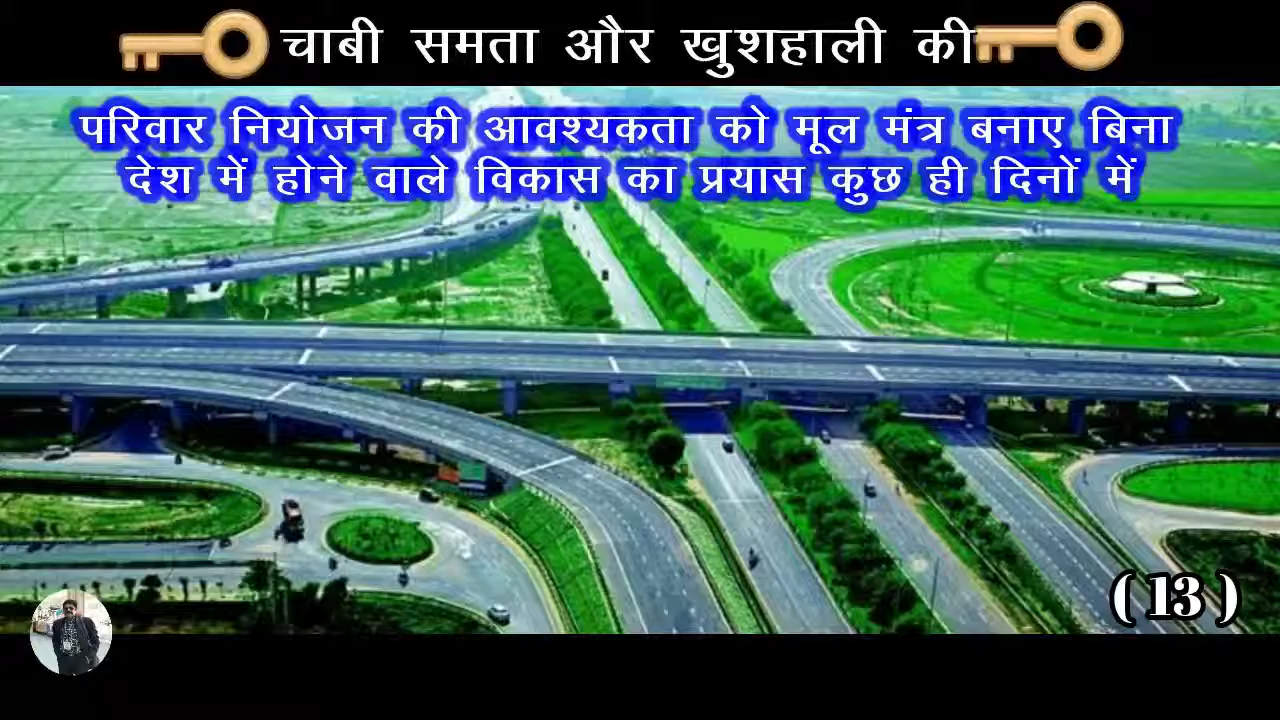 चाबी समता और खुशहाली की
परिवार नियोजन की आवश्यकता को मूल मंत्र बनाए बिना
देश में होने वाले विकास का प्रयास कुछ ही दिनों में
( 13 )